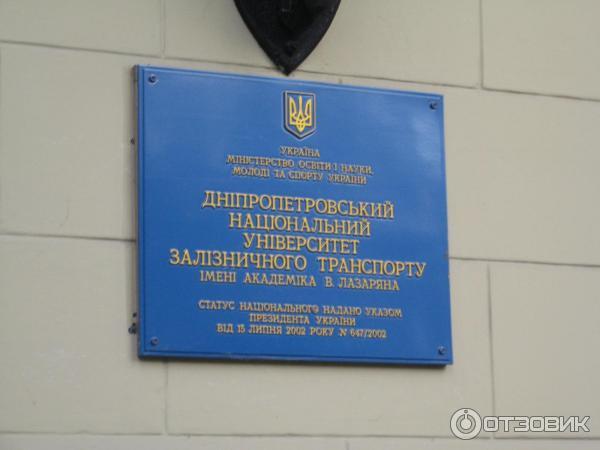 УКРАЇНА
МІНІСТЕРСТВО ОСВІТИ І НАУКИ,
МОЛОДІ ТА СПОРТУ УКРАЇНИ
ДНІПРОПЕТРОВСЬКИЙ
НАЦІОНАЛЬНИЙ
УНІВЕРСИТЕТ
ЗАЛІЗНИЧНОГО ТРАНСПОРТУ
ІМЕНІ АКАДЕМІКА В. ЛАЗАРЯНА
СТАТУС НАЦІОНАЛЬНОГО НАДАНО УКАЗОМ
ПРЕЗИДЕНТА УКРАЇНИ
ВІД 15 ЛИПНЯ 2002 РОКУ № 647/2002
ОТЗОВИК